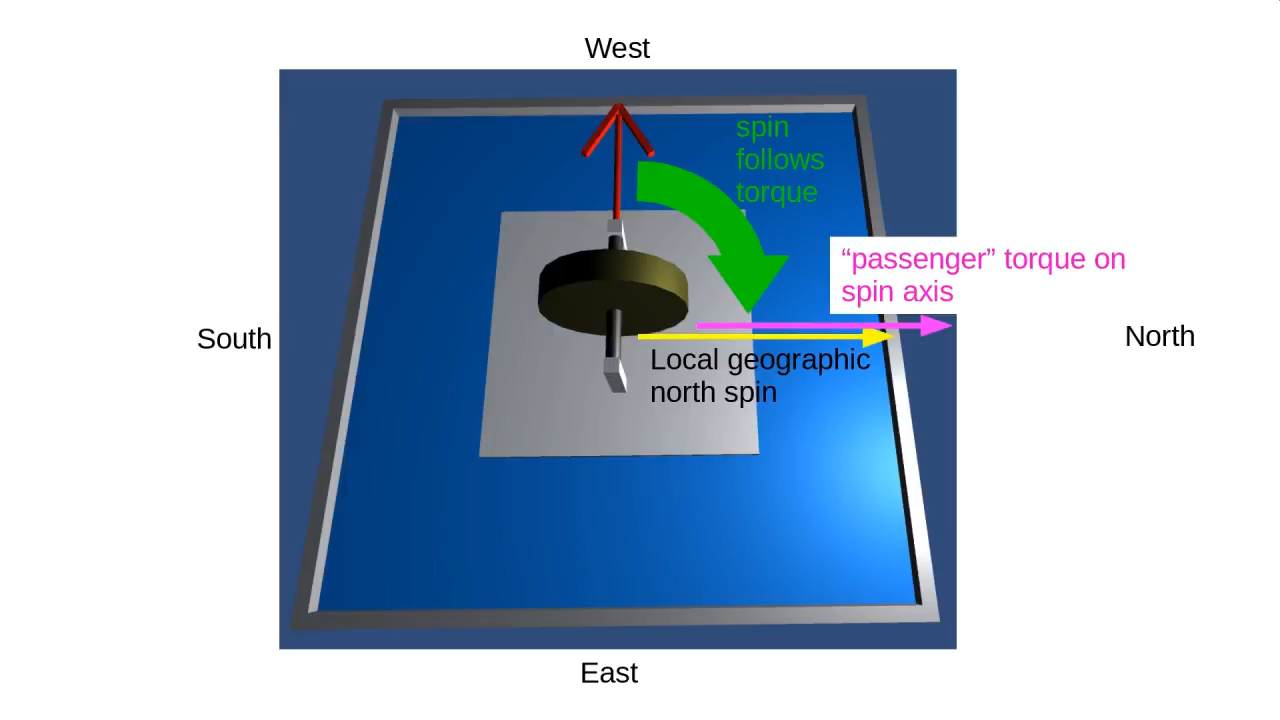 West
spin
follows
torque
“passenger” torque on
spin axis
South
North
Local geographic
north spin
East